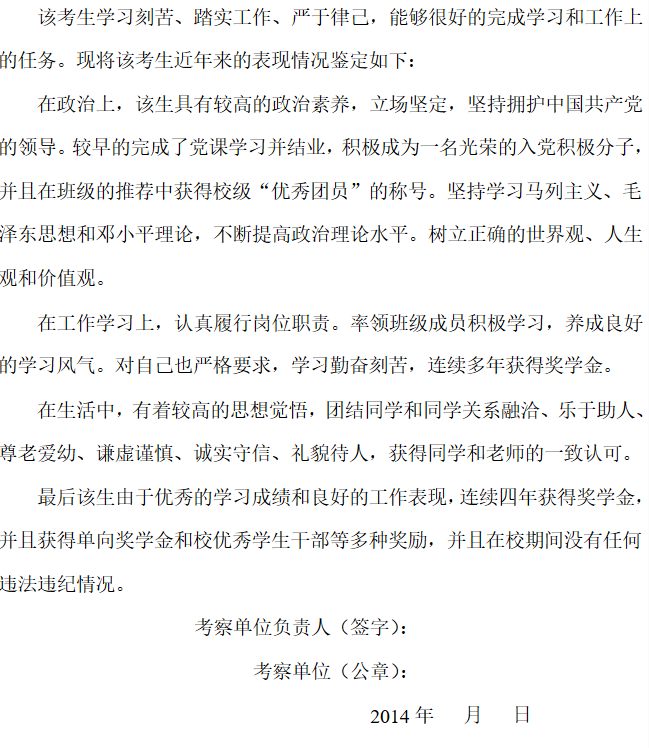 该考生学习刻苦、踏实工作、严于律己，能够很好的完成学习和工作上
的任务。现将该考生近年来的表现情况鉴定如下：
在政治上，该生具有较高的政治素养，立场坚定，坚持拥护中国共产党
的领导。较早的完成了党课学习并结业，积极成为一名光荣的入党积极分子，
并且在班级的推荐中获得校级“优秀团员”的称号。坚持学习马列主义、毛
泽东思想和邓小平理论，不断提高政治理论水平。树立正确的世界观、人生
观和价值观。
在工作学习上，认真履行岗位职责。率领班级成员积极学习，养成良好
的学习风气。对自己也严格要求，学习勤奋刻苦，连续多年获得奖学金。
在生活中，有着较高的思想觉悟，团结同学和同学关系融洽、乐于助人、
尊老爱幼、谦虚谨慎、诚实守信、礼貌待人，获得同学和老师的一致认可。
最后该生由于优秀的学习成绩和良好的工作表现，连续四年获得奖学金，
并且获得单向奖学金和校优秀学生干部等多种奖励，并且在校期间没有任何
违法违纪情况。
考察单位负责人（签字）：
考察单位（公章）：
2014 年 月 日